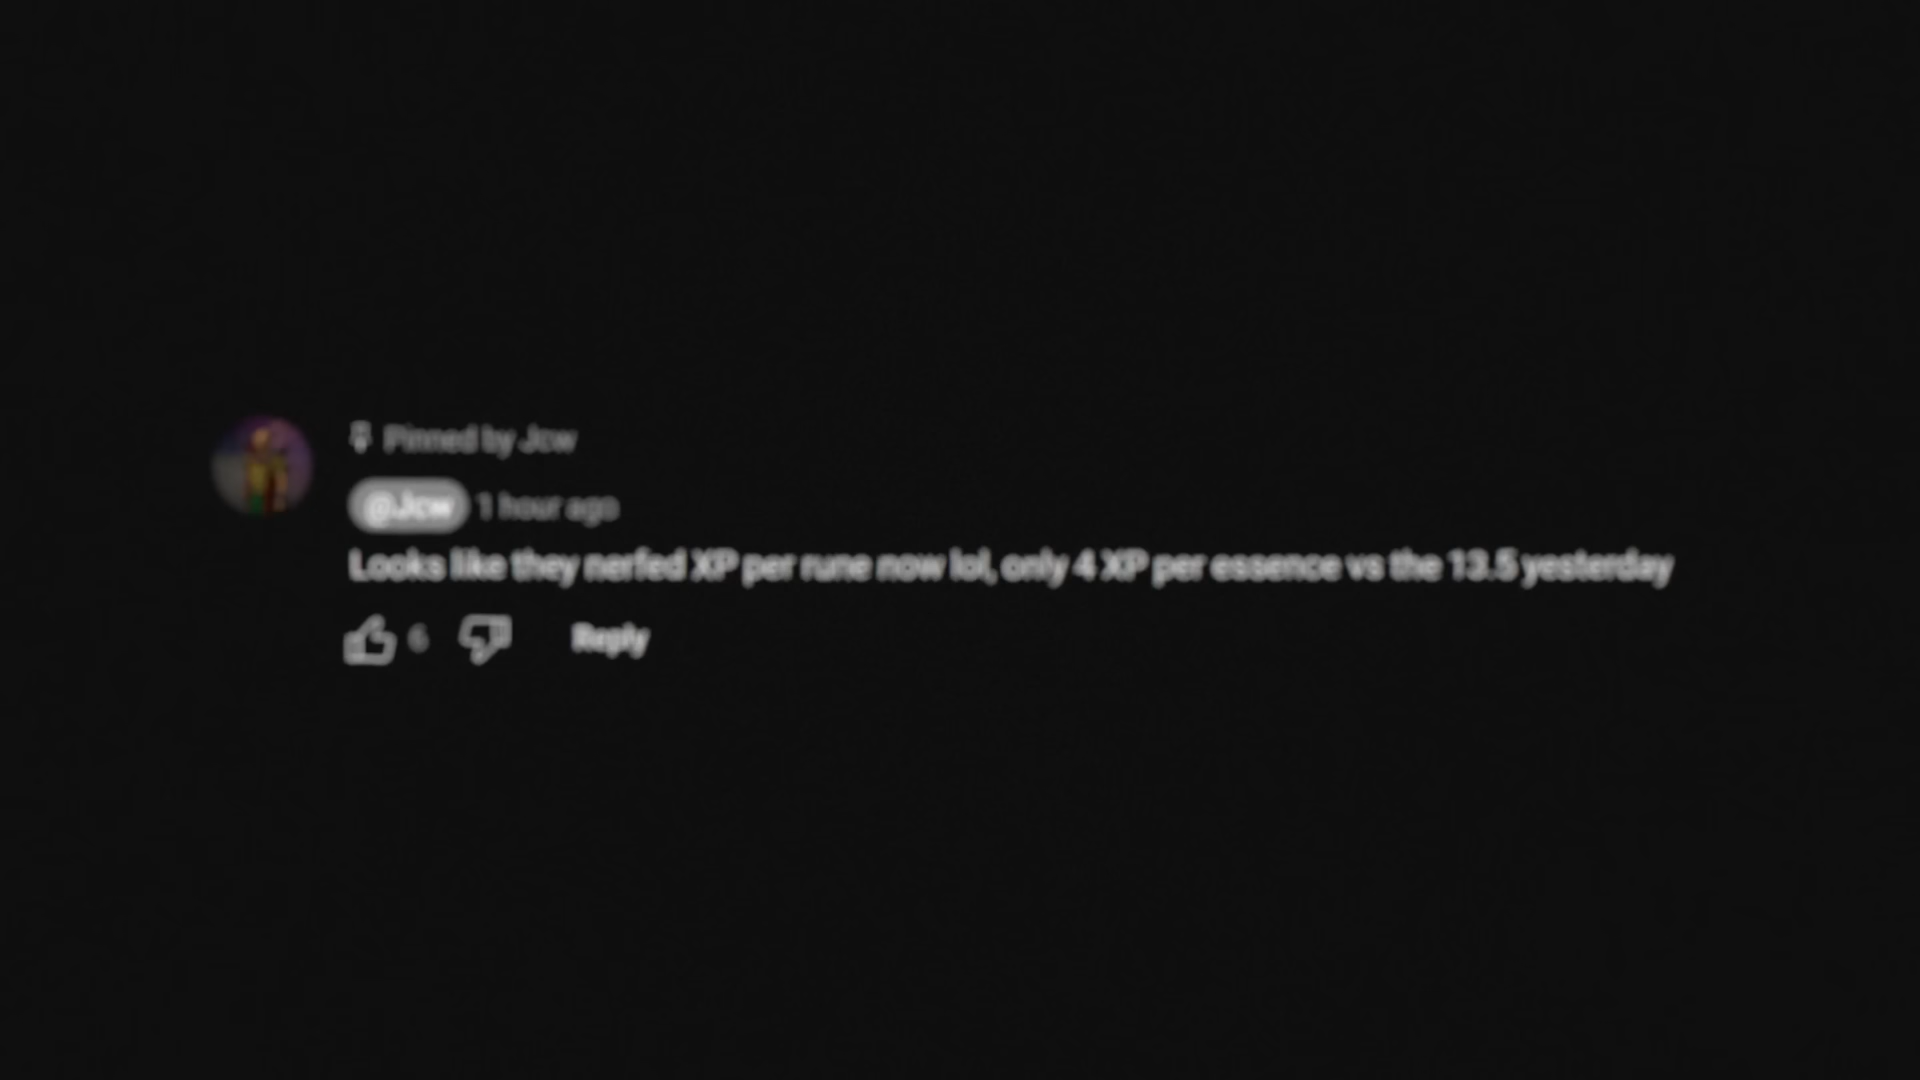 Pinned by Jcw
@Jcw 1 hour ago
Looks like they nerfed XP per rune now lol, only 4 XP per essence vs the 13.5 yesterday
6 Reply